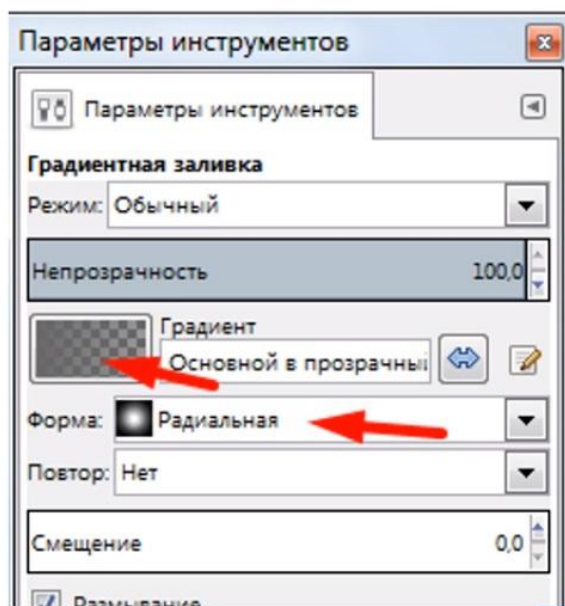 Параметры инструментов
Параметры инструментов
Градиентная заливка
Режим: Обычный
Непрозрачность 100,0
Градиент
Основной в прозрачны
Форма: Радиальная
Повтор: Нет
Смещение 0,0
Размывание